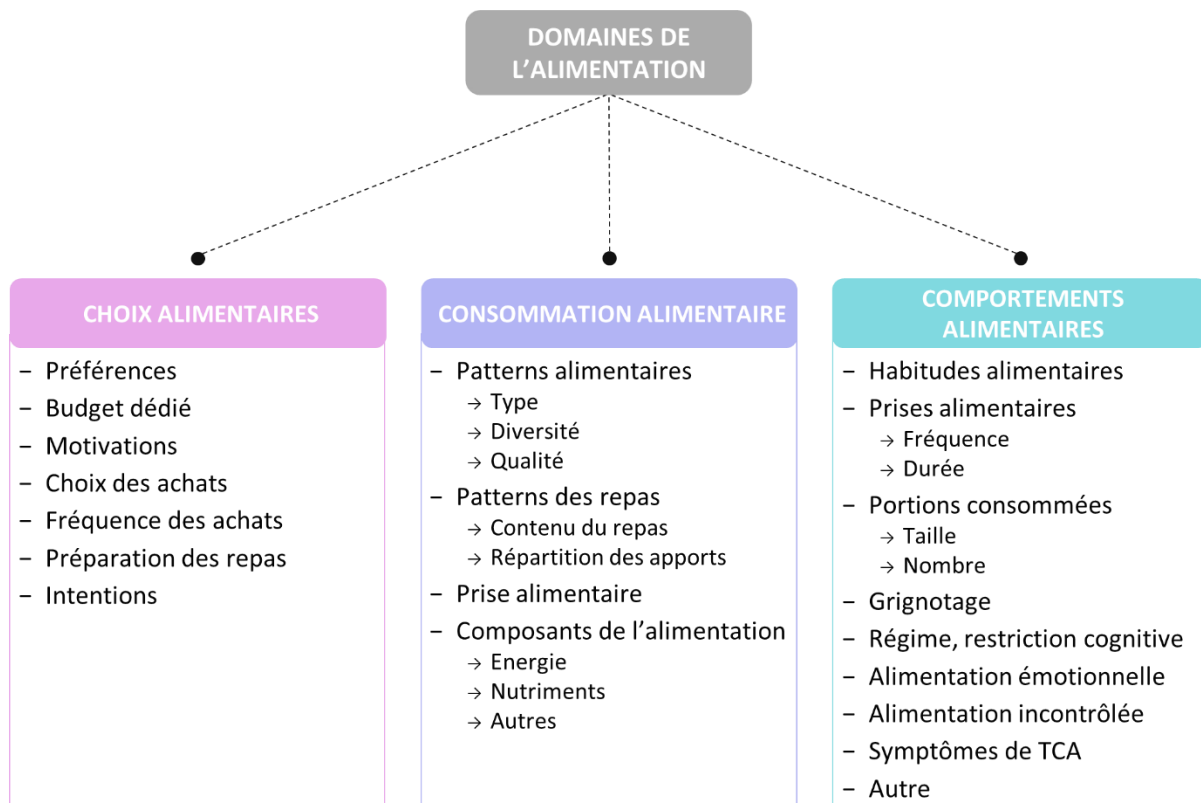 DOMAINES DE
L’ALIMENTATION
CHOIX ALIMENTAIRES
– Préférences
– Budget dédié
– Motivations
– Choix des achats
– Fréquence des achats
– Préparation des repas
– Intentions
CONSOMMATION ALIMENTAIRE
– Patterns alimentaires
→ Type
→ Diversité
→ Qualité
– Patterns des repas
→ Contenu du repas
→ Répartition des apports
– Prise alimentaire
– Composants de l’alimentation
→ Energie
→ Nutriments
→ Autres
COMPORTEMENTS
ALIMENTAIRES
– Habitudes alimentaires
– Prises alimentaires
→ Fréquence
→ Durée
– Portions consommées
→ Taille
→ Nombre
– Grignotage
– Régime, restriction cognitive
– Alimentation émotionnelle
– Alimentation incontrôlée
– Symptômes de TCA
– Autre